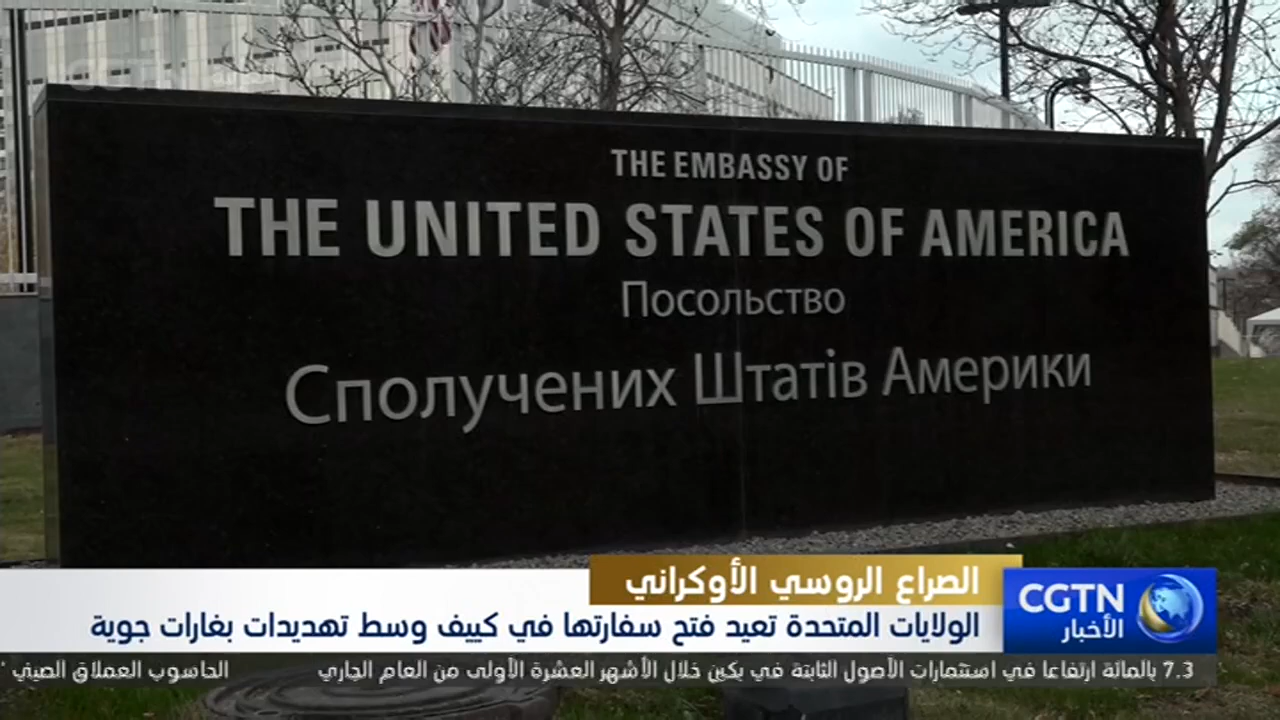 THE EMBASSY OF
THE UNITED STATES OF AMERICA
Посольство
Сполучених Штатів Америки
الصراع الروسي الأوكراني
الولايات المتحدة تعيد فتح سفارتها في كييف وسط تهديدات بغارات جوية
CGTN
الأخبار
7.3 بالمائة ارتفاعا في استثمارات الأصول الثابتة في بكين خلال الأشهر العشرة الأولى من العام الجاري
الحاسوب العملاق الصيني